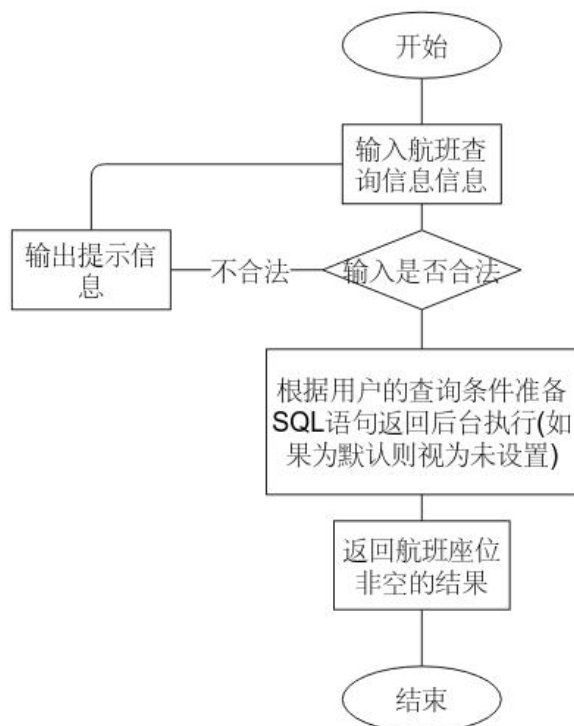 开始
输入航班查
询信息信息
输出提示信
息
不合法
输入是否合法
根据用户的查询条件准备
SQL语句返回后台执行(如
果为默认则视为未设置)
返回航班座位
非空的结果
结束